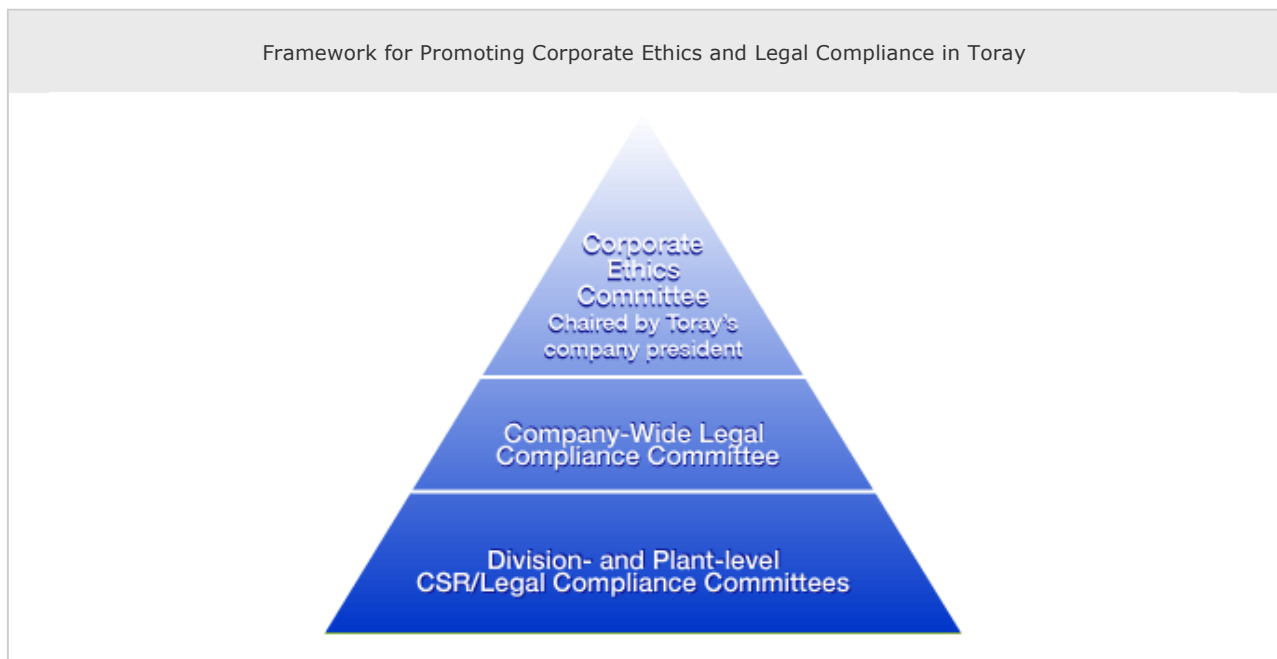 Framework for Promoting Corporate Ethics and Legal Compliance in Toray
Corporate
Ethics
Committee
Chaired by Toray's
company president
Company-Wide Legal
Compliance Committee
Division- and Plant-level
CSR/Legal Compliance Committees